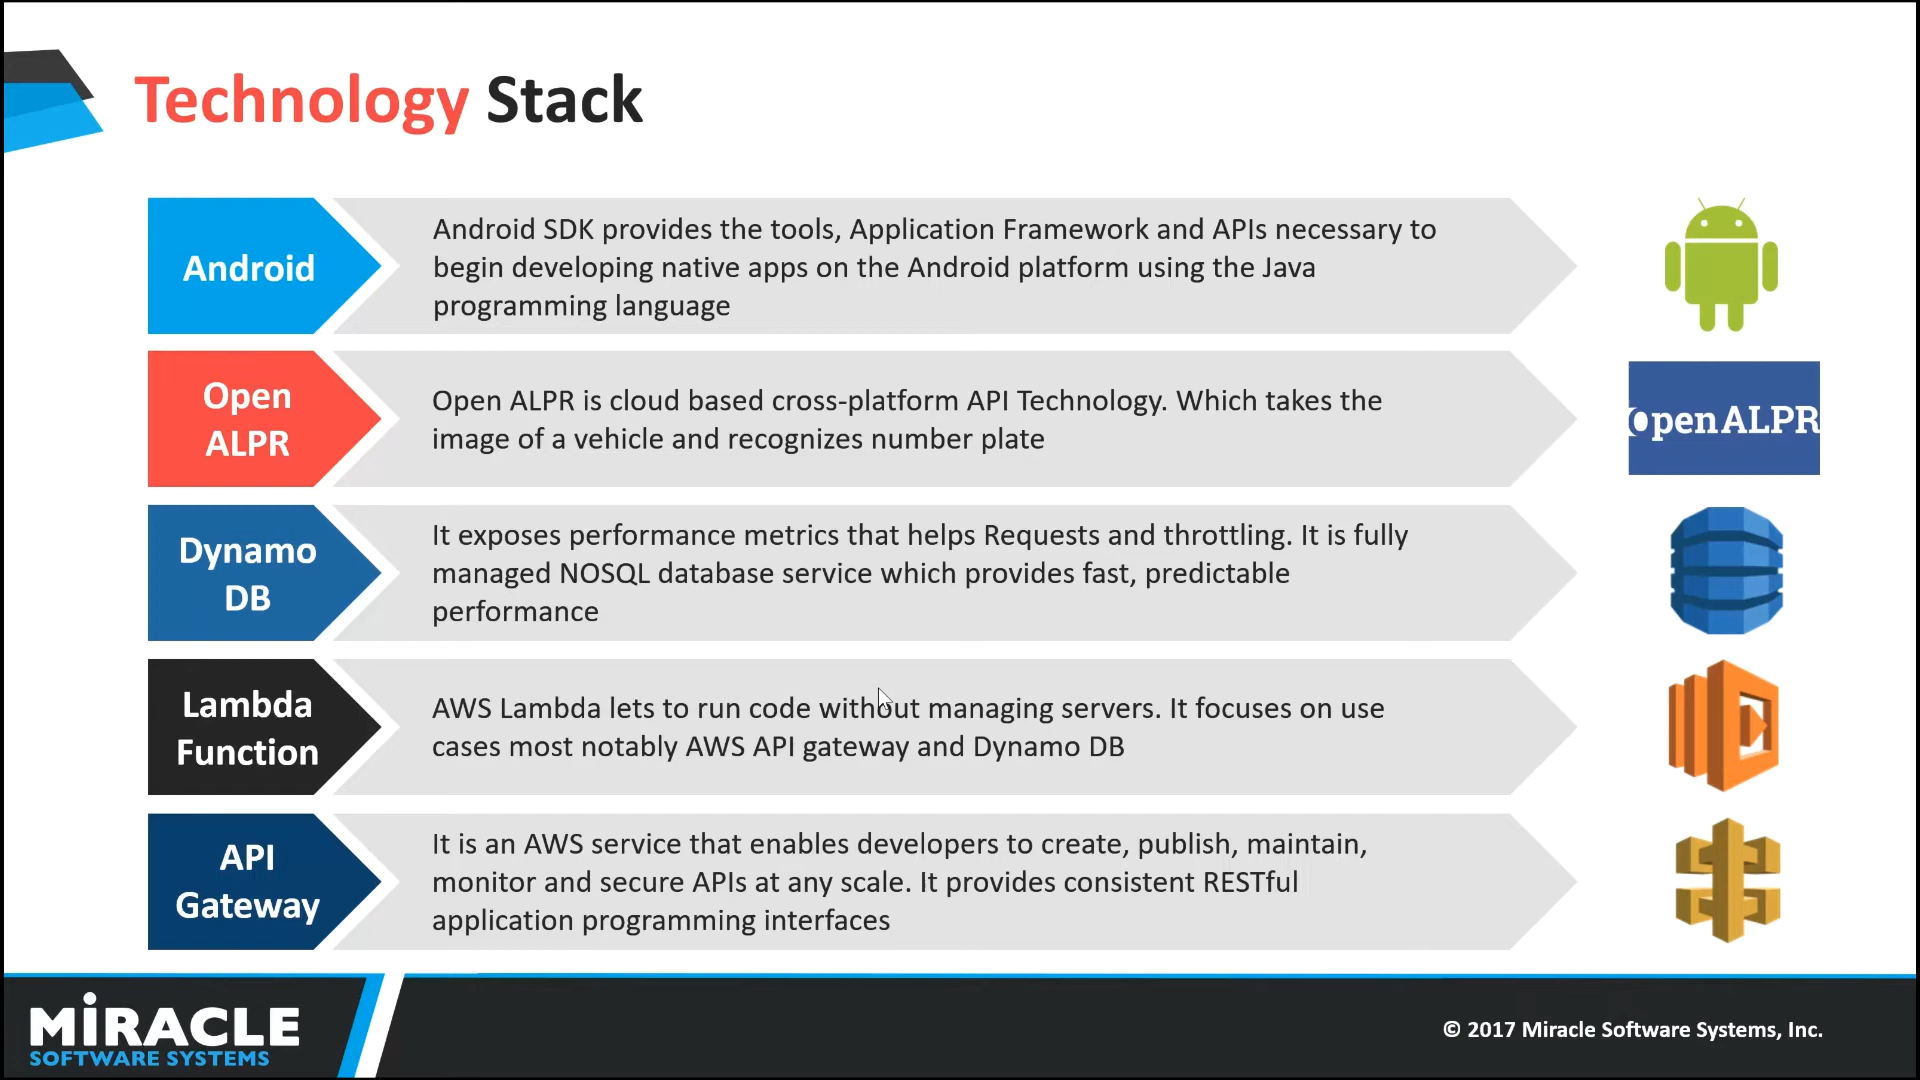 Technology Stack
Android
Android SDK provides the tools, Application Framework and APIs necessary to
begin developing native apps on the Android platform using the Java
programming language
Open
ALPR
Open ALPR is cloud based cross-platform API Technology. Which takes the
image of a vehicle and recognizes number plate
openALPR
Dynamo
DB
It exposes performance metrics that helps Requests and throttling. It is fully
managed NOSQL database service which provides fast, predictable
performance
Lambda
Function
AWS Lambda lets to run code without managing servers. It focuses on use
cases most notably AWS API gateway and Dynamo DB
API
Gateway
It is an AWS service that enables developers to create, publish, maintain,
monitor and secure APIs at any scale. It provides consistent RESTful
application programming interfaces
MiRACLE
SOFTWARE SYSTEMS
© 2017 Miracle Software Systems, Inc.